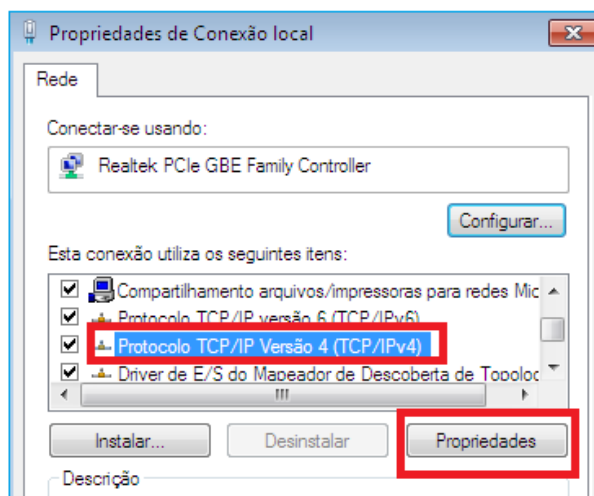 Propriedades de Conexão local
Rede
Conectar-se usando:
Realtek PCIe GBE Family Controller
Configurar...
Esta conexão utiliza os seguintes itens:
Compartilhamento arquivos/impressoras para redes Mic
Protocolo TCP/IP versão 6 (TCP/IPv6)
Protocolo TCP/IP Versão 4 (TCP/IPv4)
Driver de E/S do Mapeador de Descoberta de Topoloc
Instalar... Desinstalar Propriedades
Descrição